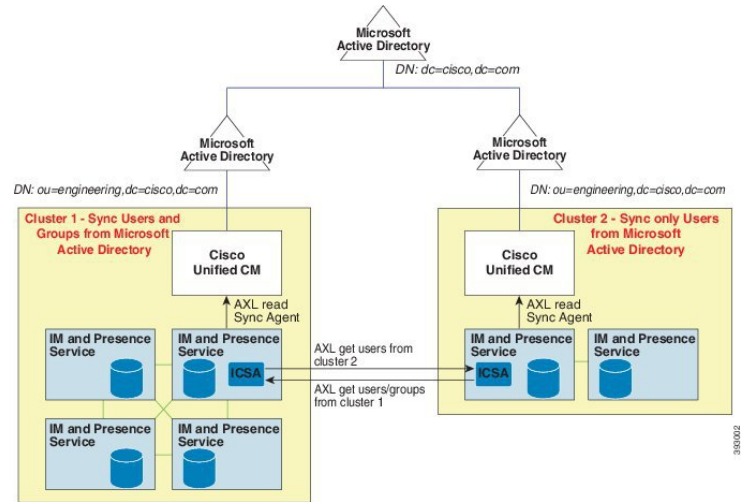 Microsoft
Active Directory
DN: dc=cisco,dc=com
Microsoft
Active Directory
Microsoft
Active Directory
DN: ou=engineering,dc=cisco,dc=com
DN: ou=engineering,dc=cisco,dc=com
Cluster 1 - Sync Users and
Groups from Microsoft
Active Directory
Cisco
Unified CM
AXL read
Sync Agent
IM and Presence
Service
IM and Presence
Service
ICSA
IM and Presence
Service
IM and Presence
Service
AXL get users from
cluster 2
AXL get users/groups
from cluster 1
Cluster 2 - Sync only Users
from Microsoft
Active Directory
Cisco
Unified CM
AXL read
Sync Agent
IM and Presence
Service
ICSA
IM and Presence
Service
393002